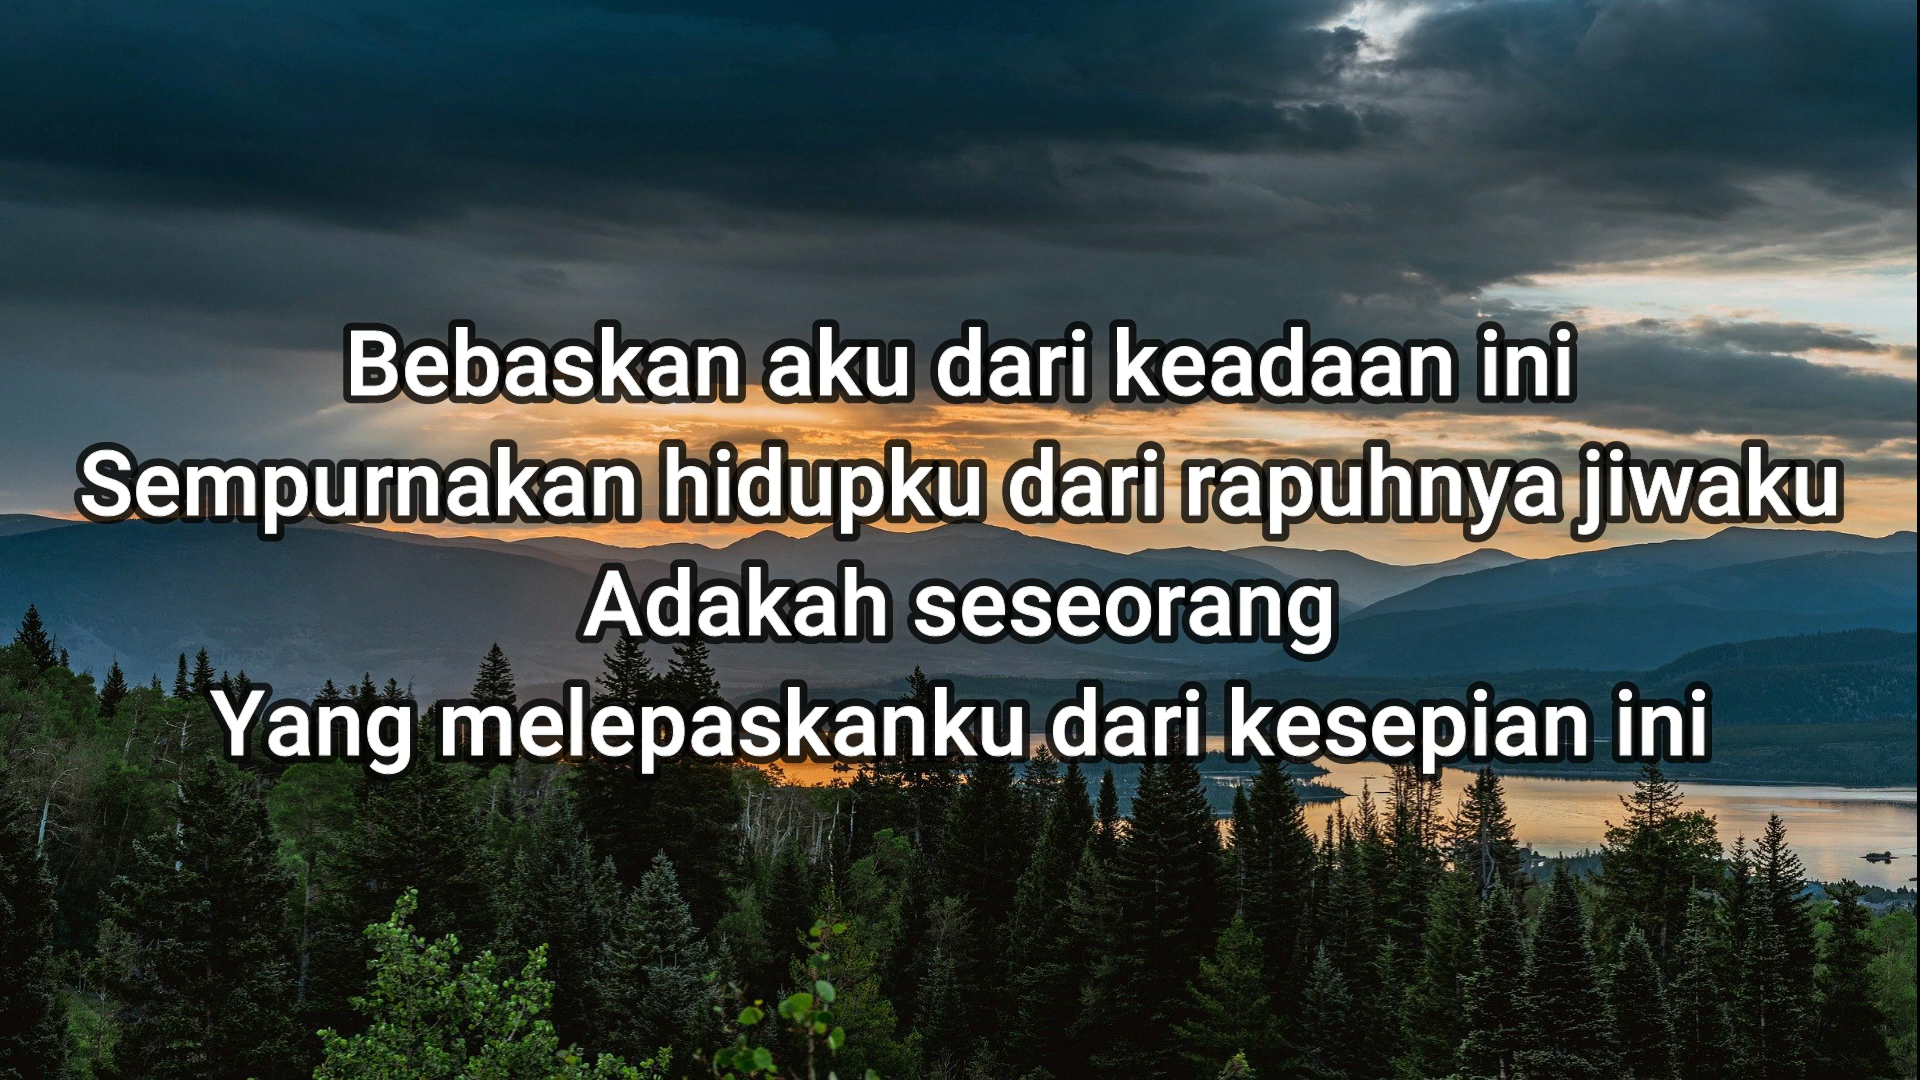 Bebaskan aku dari keadaan ini
Sempurnakan hidupku dari rapuhnya jiwaku
Adakah seseorang
Yang melepaskanku dari kesepian ini